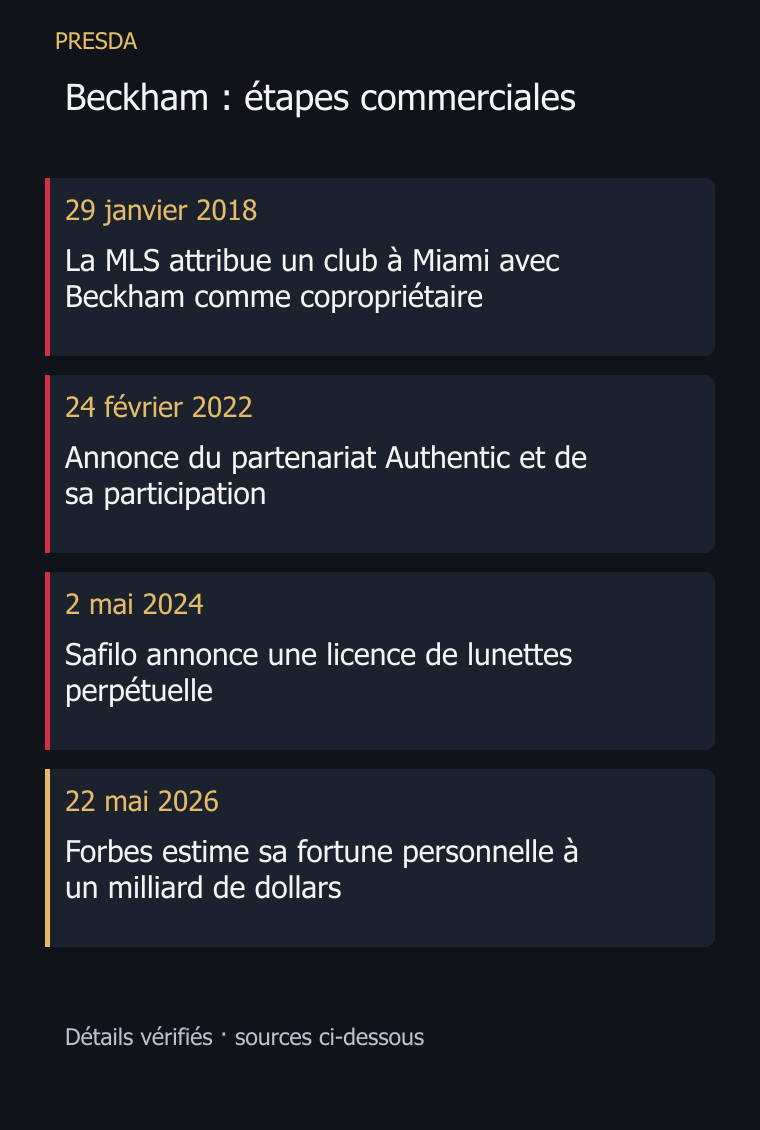 PRESDA
Beckham : étapes commerciales
29 janvier 2018
La MLS attribue un club à Miami avec
Beckham comme copropriétaire
24 février 2022
Annonce du partenariat Authentic et de
sa participation
2 mai 2024
Safilo annonce une licence de lunettes
perpétuelle
22 mai 2026
Forbes estime sa fortune personnelle à
un milliard de dollars
Détails vérifiés · sources ci-dessous